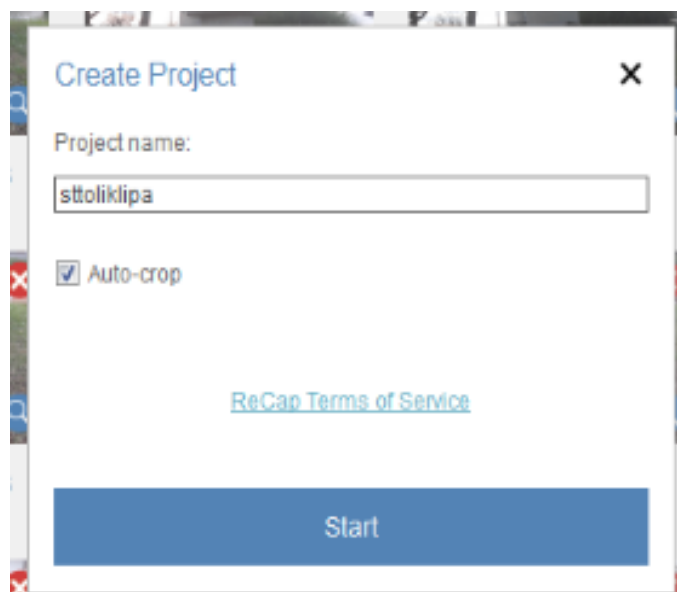 Create Project
Project name:
sttoliklipa
Auto-crop
ReCap Terms of Service
Start